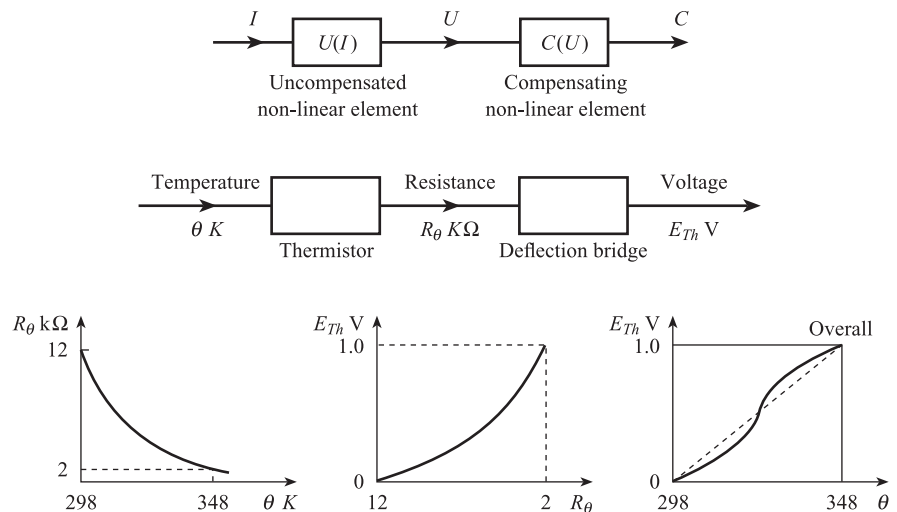 I U C
U(I) C(U)
Uncompensated Compensating
non-linear element non-linear element
Temperature Resistance Voltage
θ K R_θ KΩ E_Th V
Thermistor Deflection bridge
R_θ kΩ E_Th V E_Th V Overall
12 1.0 1.0
2 0 0
298 348 θ K 12 2 R_θ 298 348 θ